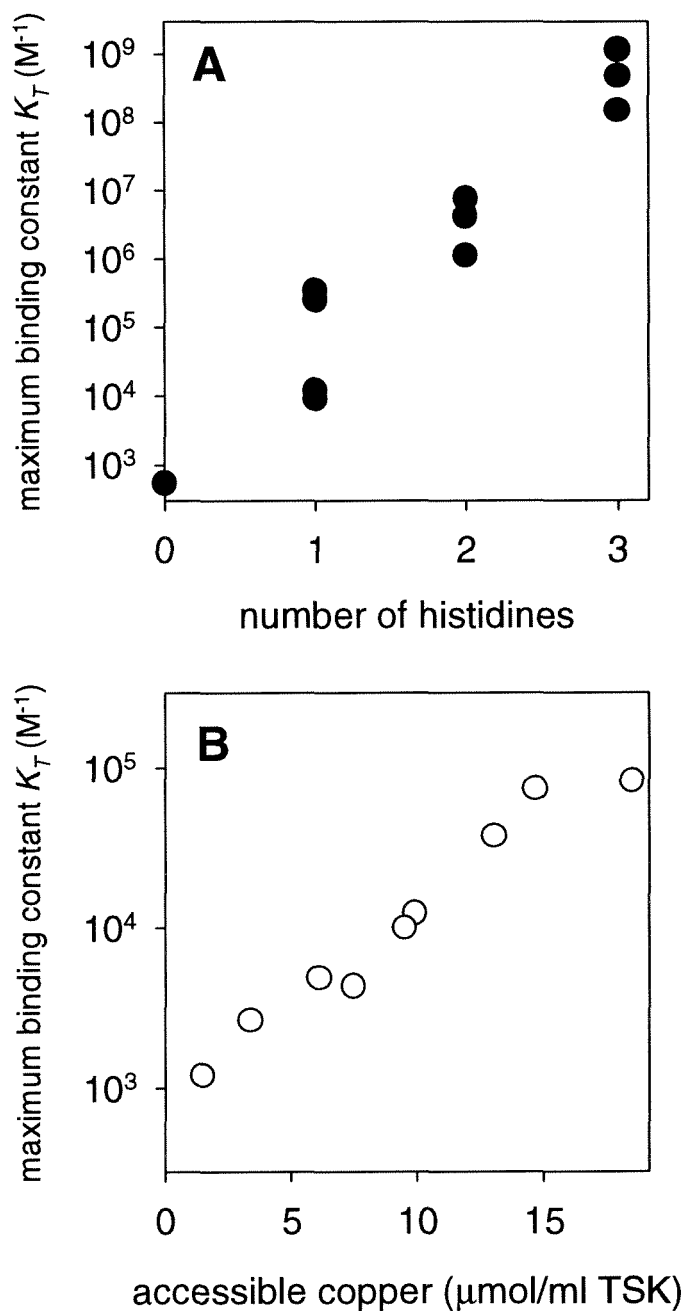 A
maximum binding constant K_T (M⁻¹)
10⁹
10⁸
10⁷
10⁶
10⁵
10⁴
10³
0 1 2 3
number of histidines
B
maximum binding constant K_T (M⁻¹)
10⁵
10⁴
10³
0 5 10 15
accessible copper (μmol/ml TSK)